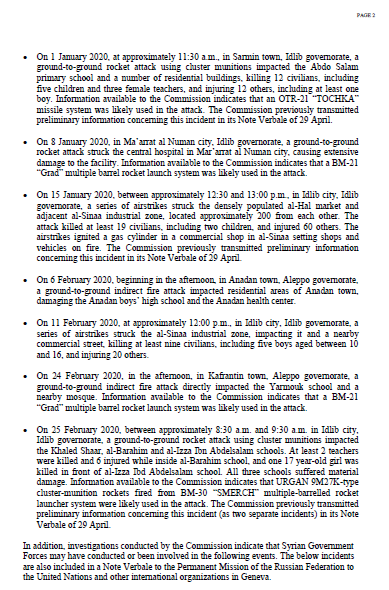 PAGE 2
• On 1 January 2020, at approximately 11:30 a.m., in Sarmin town, Idlib governorate, a
ground-to-ground rocket attack using cluster munitions impacted the Abdo Salam
primary school and a number of residential buildings, killing 12 civilians, including
five children and three female teachers, and injuring 12 others, including at least one
boy. Information available to the Commission indicates that an OTR-21 “TOCHKA”
missile system was likely used in the attack. The Commission previously transmitted
preliminary information concerning this incident in its Note Verbale of 29 April.
• On 8 January 2020, in Ma’arrat al Numan city, Idlib governorate, a ground-to-ground
rocket attack struck the central hospital in Mar’arrat al Numan city, causing extensive
damage to the facility. Information available to the Commission indicates that a BM-21
“Grad” multiple barrel rocket launch system was likely used in the attack.
• On 15 January 2020, between approximately 12:30 and 13:00 p.m., in Idlib city, Idlib
governorate, a series of airstrikes struck the densely populated al-Hal market and
adjacent al-Sinaa industrial zone, located approximately 200 from each other. The
attack killed at least 19 civilians, including two children, and injured 60 others. The
airstrikes ignited a gas cylinder in a commercial shop in al-Sinaa setting shops and
vehicles on fire. The Commission previously transmitted preliminary information
concerning this incident in its Note Verbale of 29 April.
• On 6 February 2020, beginning in the afternoon, in Anadan town, Aleppo governorate,
a ground-to-ground indirect fire attack impacted residential areas of Anadan town,
damaging the Anadan boys’ high school and the Anadan health center.
• On 11 February 2020, at approximately 12:00 p.m., in Idlib city, Idlib governorate, a
series of airstrikes struck the al-Sinaa industrial zone, impacting it and a nearby
commercial street, killing at least nine civilians, including five boys aged between 10
and 16, and injuring 20 others.
• On 24 February 2020, in the afternoon, in Kafrantin town, Aleppo governorate, a
ground-to-ground indirect fire attack directly impacted the Yarmouk school and a
nearby mosque. Information available to the Commission indicates that a BM-21
“Grad” multiple barrel rocket launch system was likely used in the attack.
• On 25 February 2020, between approximately 8:30 a.m. and 9:30 a.m. in Idlib city,
Idlib governorate, a ground-to-ground rocket attack using cluster munitions impacted
the Khaled Shaar, al-Barahim and al-Izza Ibn Abdelsalam schools. At least 2 teachers
were killed and 6 injured while inside al-Barahim school, and one 17 year-old girl was
killed in front of al-Izza Ibd Abdelsalam school. All three schools suffered material
damage. Information available to the Commission indicates that URGAN 9M27K-type
cluster-munition rockets fired from BM-30 “SMERCH” multiple-barrelled rocket
launcher system were likely used in the attack. The Commission previously transmitted
preliminary information concerning this (as two separate incidents) in its Note
Verbale of 29 April.
In addition, investigations conducted by the Commission indicate that Syrian Government
Forces may have conducted or been involved in the following events. The below incidents
are also included in a Note Verbale to the Permanent Mission of the Russian Federation to
the United Nations and other international organizations in Geneva.